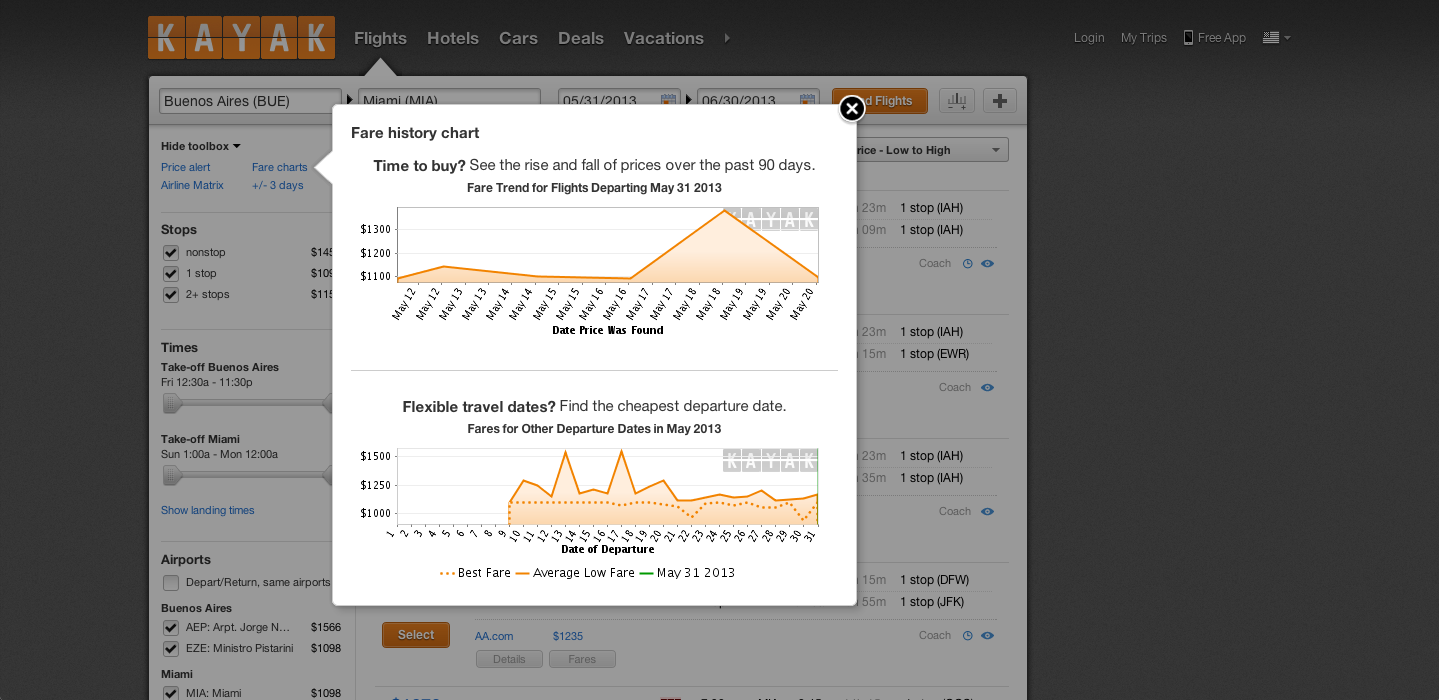 KAYAK
Flights Hotels Cars Deals Vacations
Login My Trips Free App
Buenos Aires (BUE) Miami (MIA) 05/31/2013 06/30/2013 Flights
Hide toolbox
Price alert Fare charts
Airline Matrix +/- 3 days
Stops
nonstop
1 stop
2+ stops
Times
Take-off Buenos Aires
Fri 12:30a - 11:30p
Take-off Miami
Sun 1:00a - Mon 12:00a
Show landing times
Airports
Depart/Return, same airports
Buenos Aires
AEP: Arpt. Jorge N... $1566
EZE: Ministro Pistarini $1098
Miami
MIA: Miami $1098
Fare history chart
Time to buy? See the rise and fall of prices over the past 90 days.
Fare Trend for Flights Departing May 31 2013
KAYAK
$1300
$1200
$1100
May 12 May 12 May 13 May 13 May 14 May 14 May 15 May 15 May 16 May 16 May 17 May 17 May 18 May 18 May 19 May 19 May 20 May 20
Date Price Was Found
Flexible travel dates? Find the cheapest departure date.
Fares for Other Departure Dates in May 2013
KAYAK
$1500
$1250
$1000
1 2 3 4 5 6 7 8 9 10 11 12 13 14 15 16 17 18 19 20 21 22 23 24 25 26 27 28 29 30 31
Date of Departure
Best Fare Average Low Fare May 31 2013
Price - Low to High
23m 1 stop (IAH)
09m 1 stop (IAH)
Coach
32m 1 stop (IAH)
15m 1 stop (EWR)
Coach
23m 1 stop (IAH)
35m 1 stop (IAH)
Coach
15m 1 stop (DFW)
55m 1 stop (JFK)
Coach
Select AA.com $1235
Details Fares